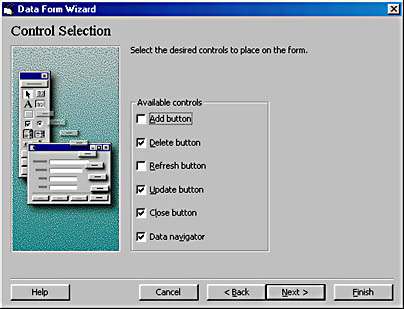 Data Form Wizard
Control Selection
Select the desired controls to place on the form.
Available controls
Add button
Delete button
Refresh button
Update button
Close button
Data navigator
Help
Cancel
< Back
Next >
Finish